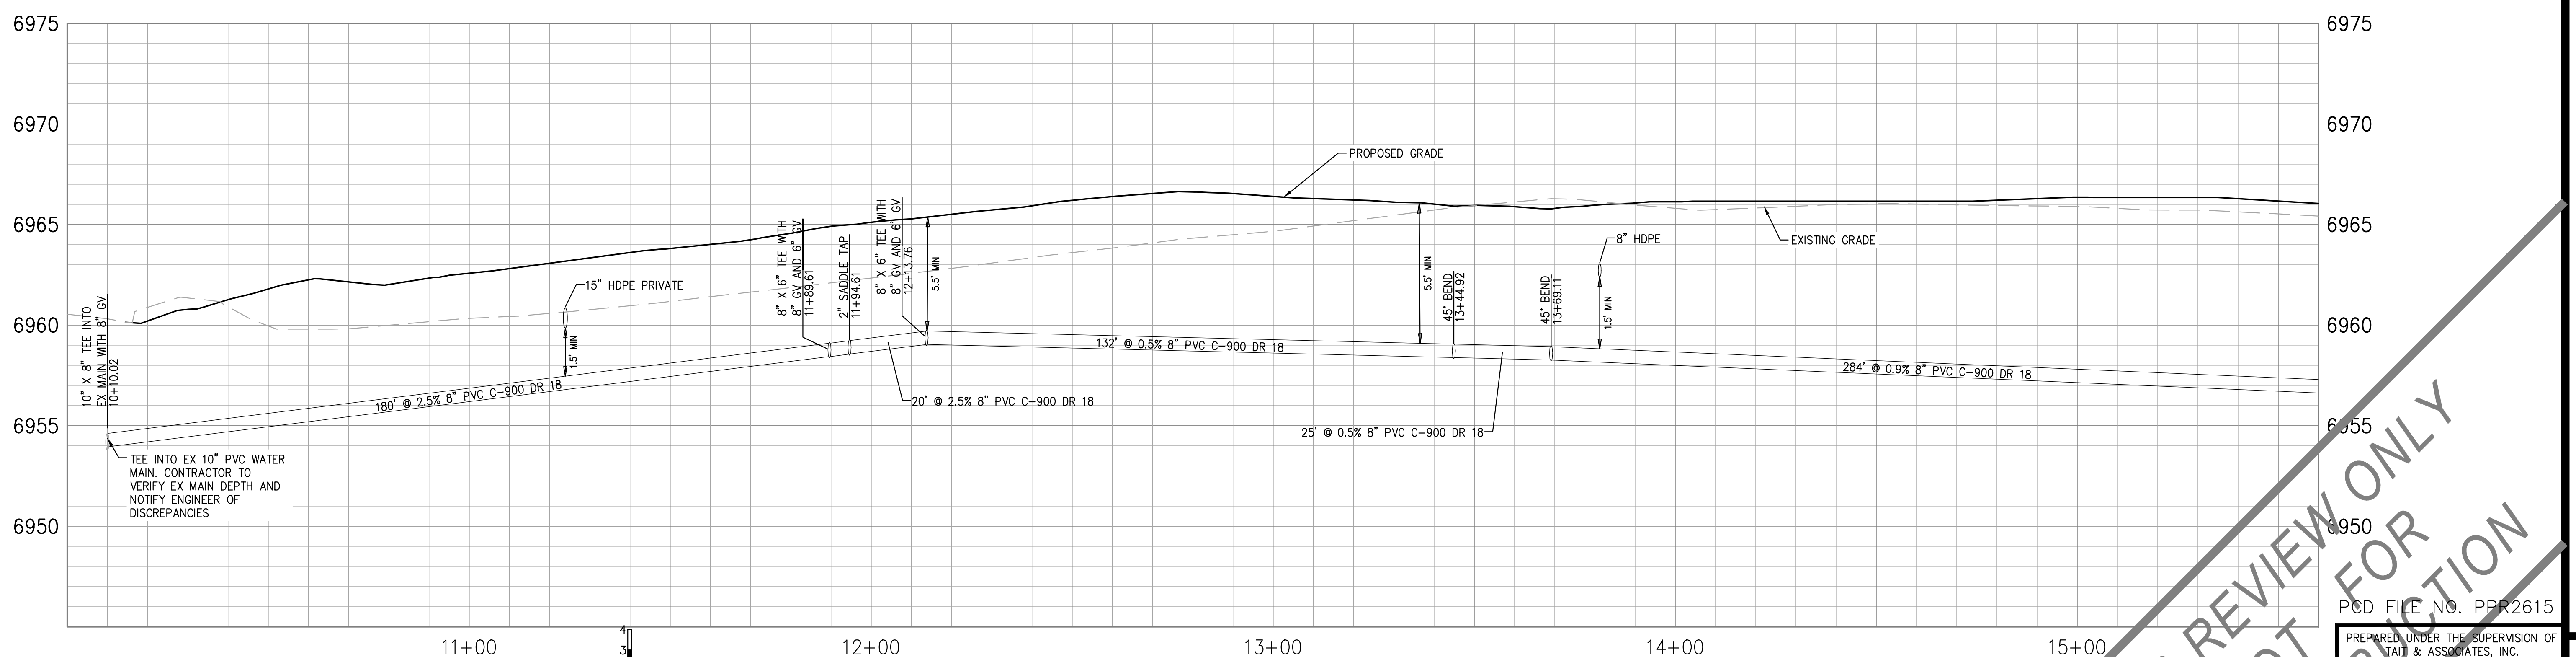 6975
6975
6970
6970
PROPOSED GRADE
8" X 6" TEE WITH
8" GV AND 6" GV
11+89.61
2" SADDLE TAP
11+94.61
8" X 6" TEE WITH
8" GV AND 6" GV
12+13.76
5.5' MIN
5.5' MIN
45° BEND
13+44.92
45° BEND
13+69.11
8" HDPE
1.5' MIN
EXISTING GRADE
6965
6965
15" HDPE PRIVATE
1.5' MIN
10" X 8" TEE INTO
EX MAIN WITH 8" GV
10+10.02
6960
6960
132' @ 0.5% 8" PVC C-900 DR 18
284' @ 0.9% 8" PVC C-900 DR 18
180' @ 2.5% 8" PVC C-900 DR 18
20' @ 2.5% 8" PVC C-900 DR 18
25' @ 0.5% 8" PVC C-900 DR 18
6955
6955
TEE INTO EX 10" PVC WATER
MAIN. CONTRACTOR TO
VERIFY EX MAIN DEPTH AND
NOTIFY ENGINEER OF
DISCREPANCIES
6950
6950
REVIEW ONLY
FOR
PCD FILE NO. PPR2615
PREPARED UNDER THE SUPERVISION OF
TAIT & ASSOCIATES, INC.
4
3
11+00
12+00
13+00
14+00
15+00